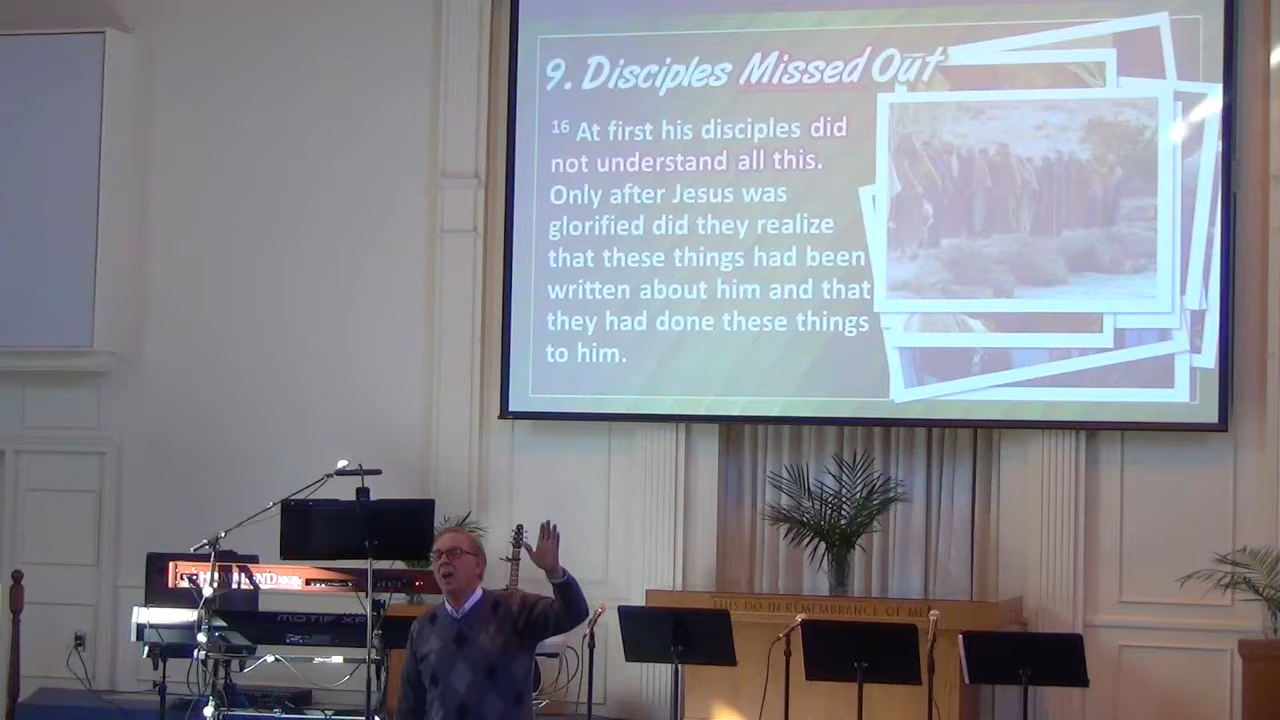 9. Disciples Missed Out
16 At first his disciples did
not understand all this.
Only after Jesus was
glorified did they realize
that these things had been
written about him and that
they had done these things
to him.
HAMMOND
MOTIF XF
THIS DO IN REMEMBRANCE OF ME